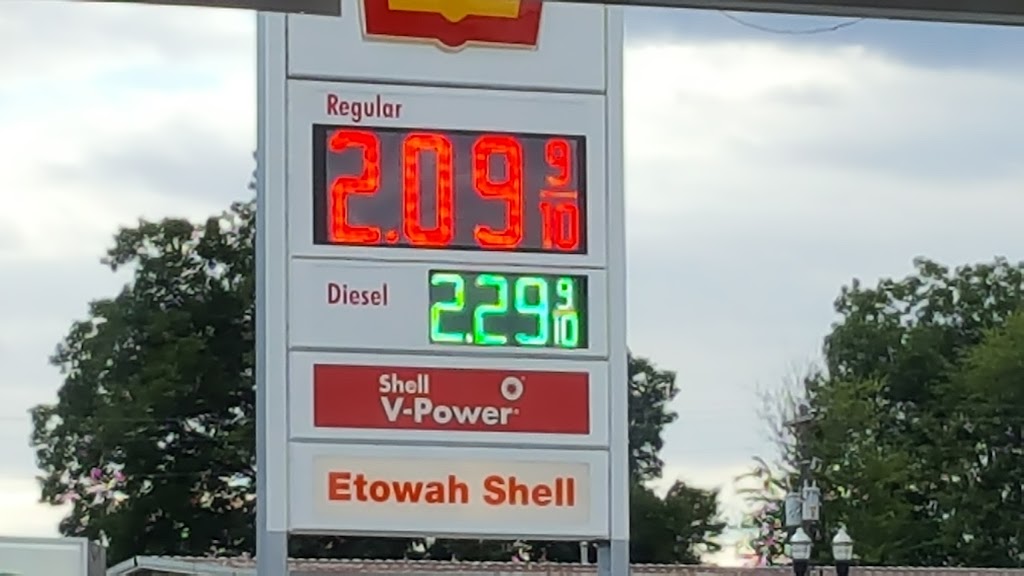 Regular
2.09 9/10
Diesel
2.29 9/10
Shell
V-Power
Etowah Shell